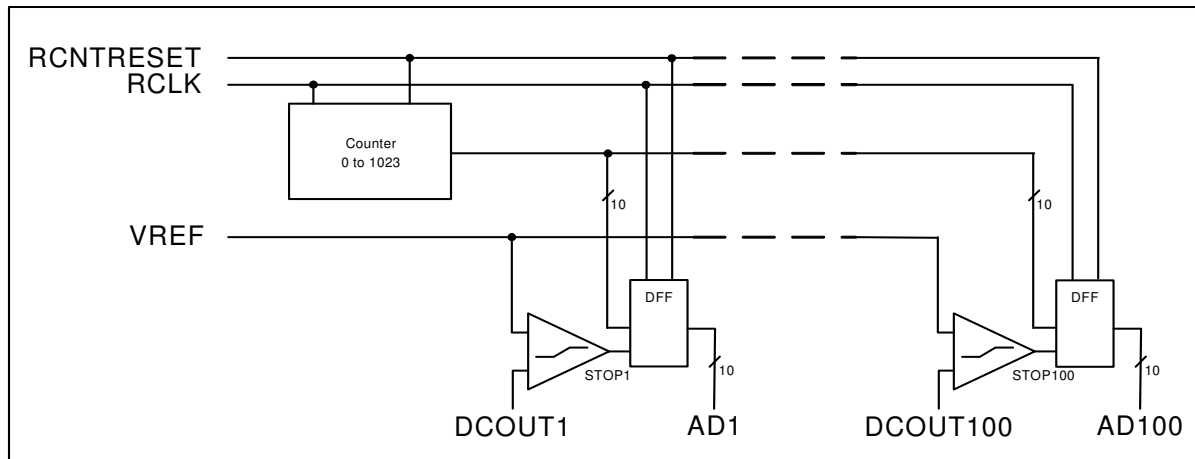 RCNTRESET
RCLK
Counter
0 to 1023
10
10
VREF
DFF
DFF
STOP1
10
STOP100
10
DCOUT1
AD1
DCOUT100
AD100